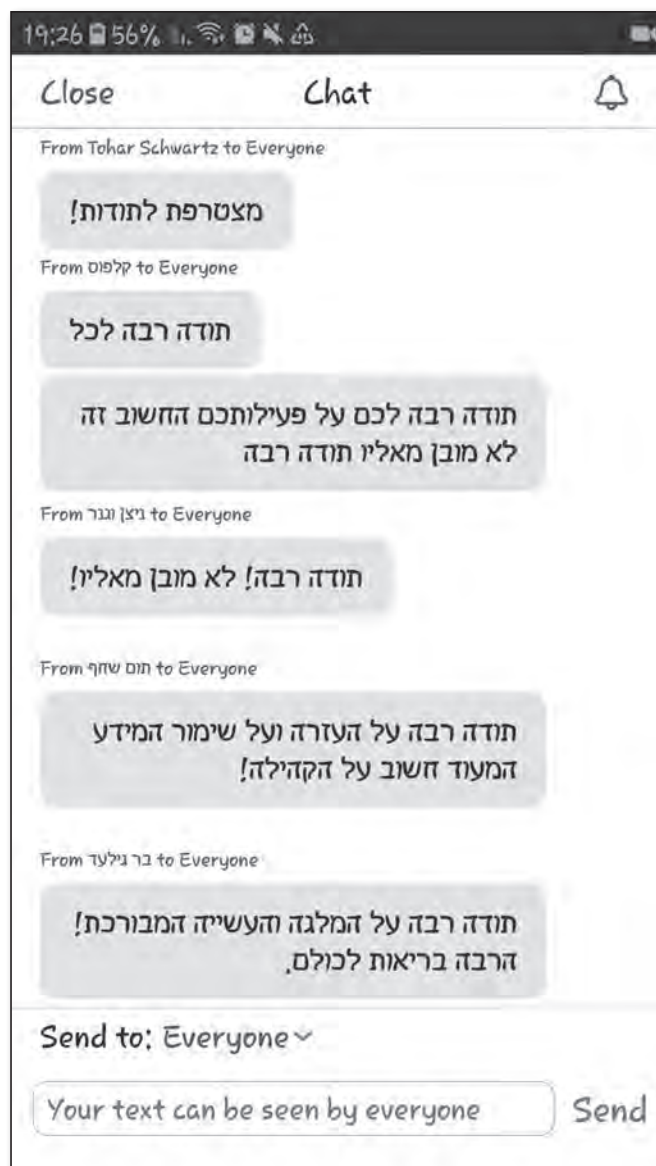 19:26 56%
Close Chat
From Tohar Schwartz to Everyone
מצטרפת לתודות!
From קלפוס to Everyone
תודה רבה לכל
תודה רבה לכם על פעילותכם החשוב זה
לא מובן מאליו תודה רבה
From ניצן וגנר to Everyone
תודה רבה! לא מובן מאליו!
From תום שחף to Everyone
תודה רבה על העזרה ועל שימור המידע
המעוד חשוב על הקהילה!
From בר גילעד to Everyone
תודה רבה על המלגה והעשייה המבורכת!
הרבה בריאות לכולם.
Send to: Everyone
Your text can be seen by everyone Send